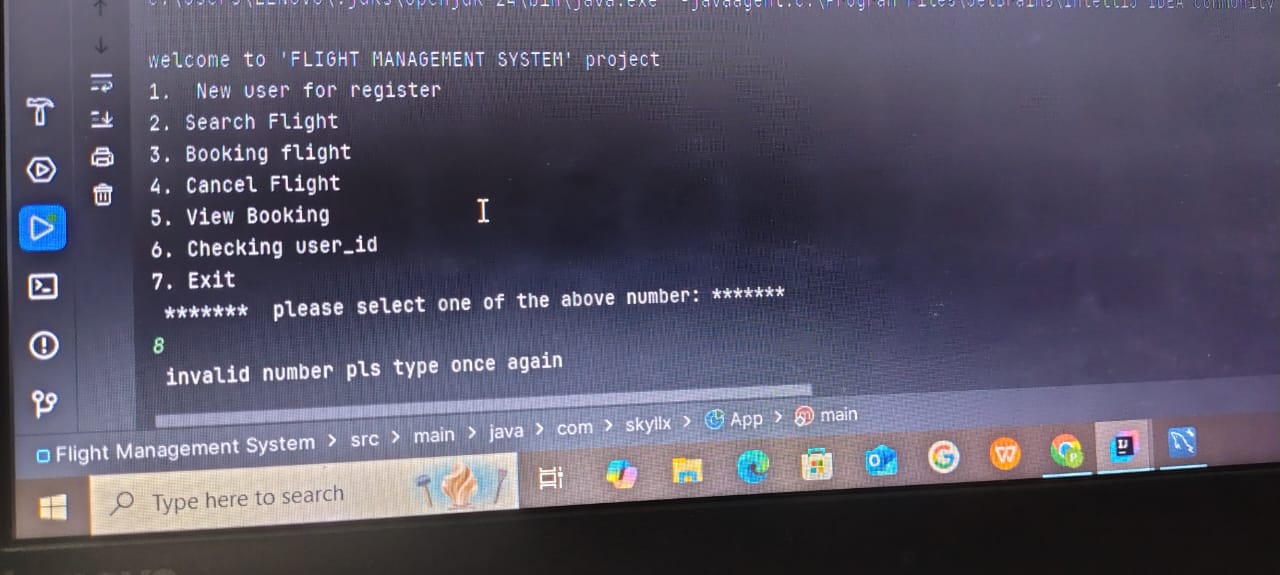 welcome to 'FLIGHT MANAGEMENT SYSTEM' project
1. New user for register
2. Search Flight
3. Booking flight
4. Cancel Flight
5. View Booking
6. Checking user_id
7. Exit
******* please select one of the above number: *******
8
invalid number pls type once again
Flight Management System > src > main > java > com > skyllx > App > main
Type here to search